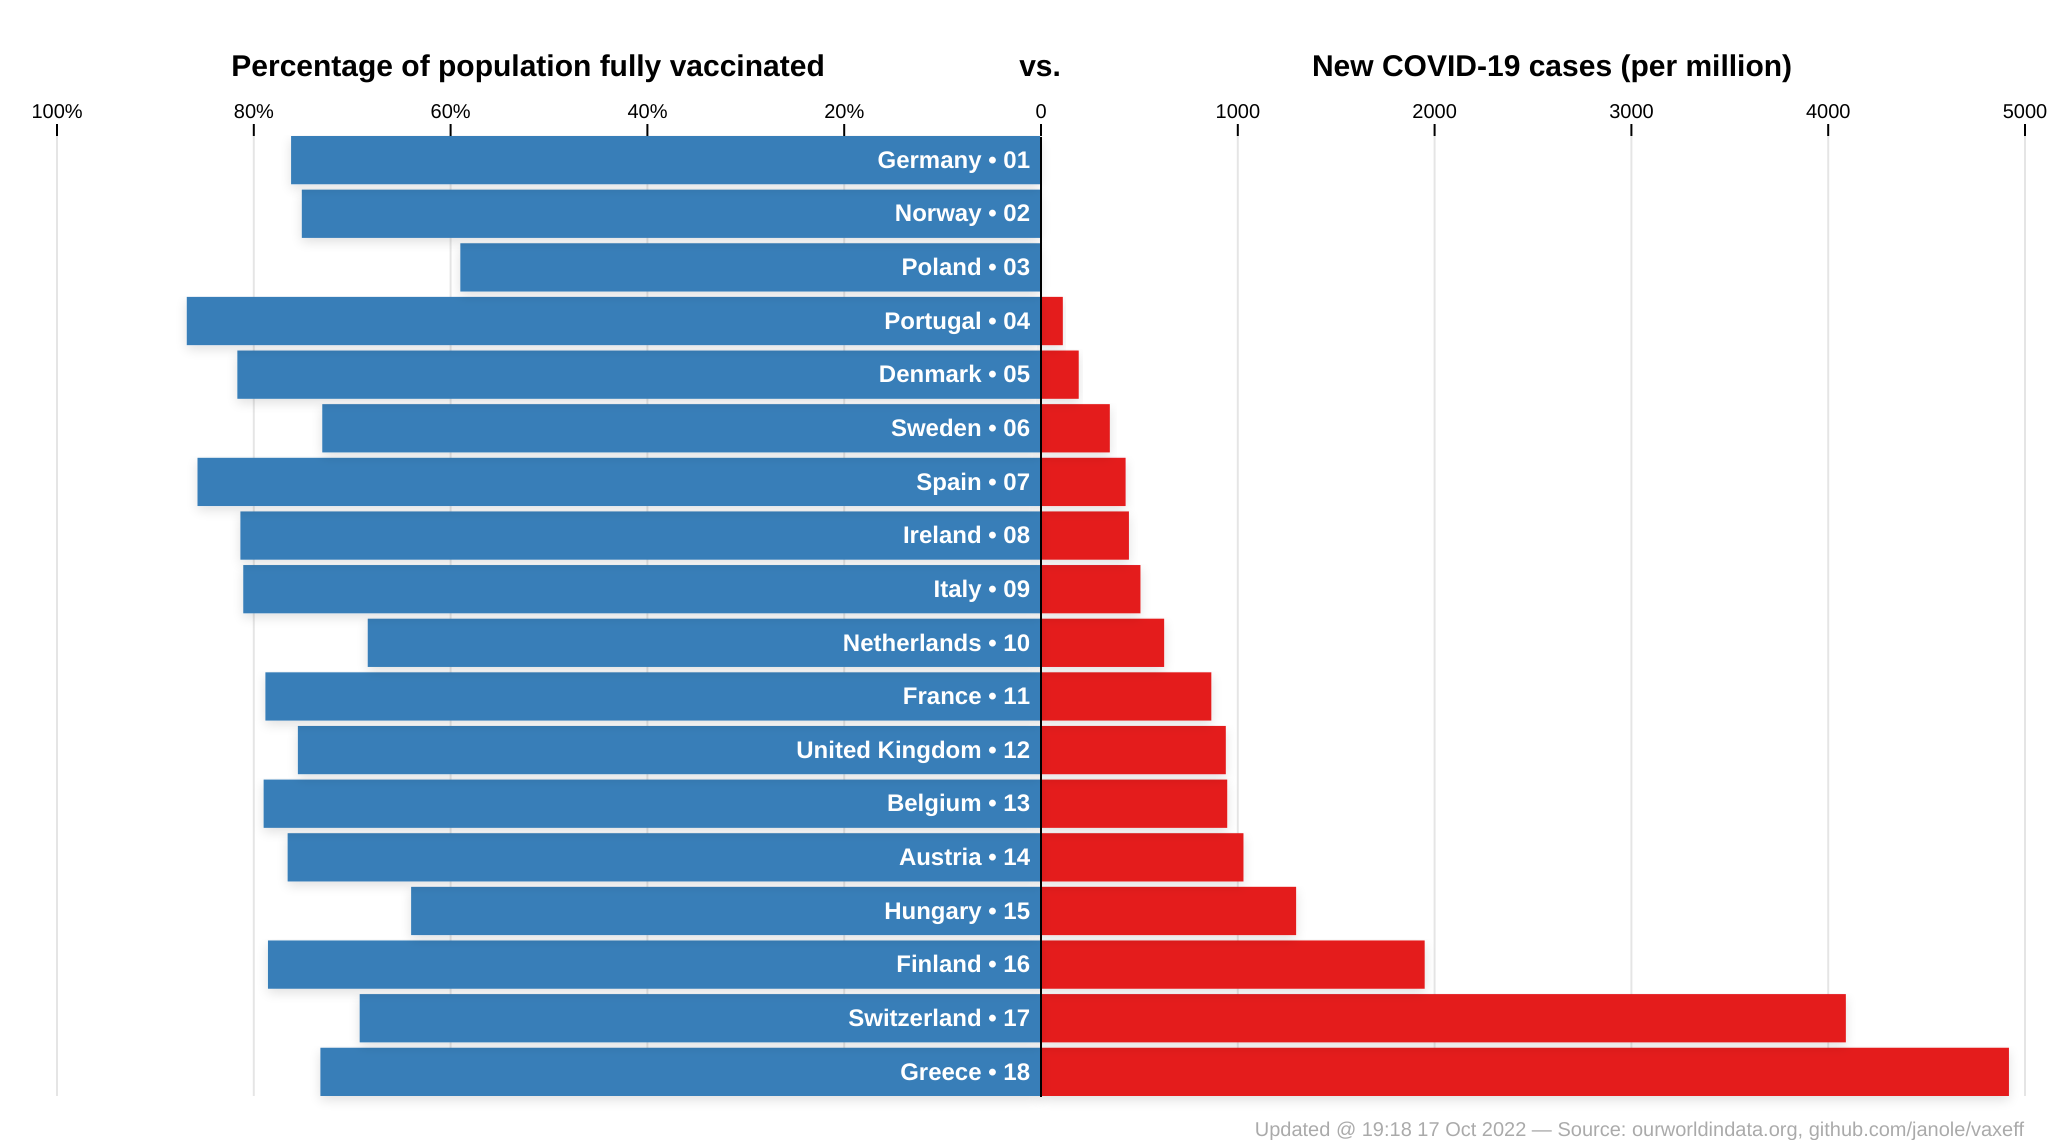 Percentage of population fully vaccinated vs. New COVID-19 cases (per million)
100% 80% 60% 40% 20% 0 1000 2000 3000 4000 5000
Germany • 01
Norway • 02
Poland • 03
Portugal • 04
Denmark • 05
Sweden • 06
Spain • 07
Ireland • 08
Italy • 09
Netherlands • 10
France • 11
United Kingdom • 12
Belgium • 13
Austria • 14
Hungary • 15
Finland • 16
Switzerland • 17
Greece • 18
Updated @ 19:18 17 Oct 2022 — Source: ourworldindata.org, github.com/janole/vaxeff